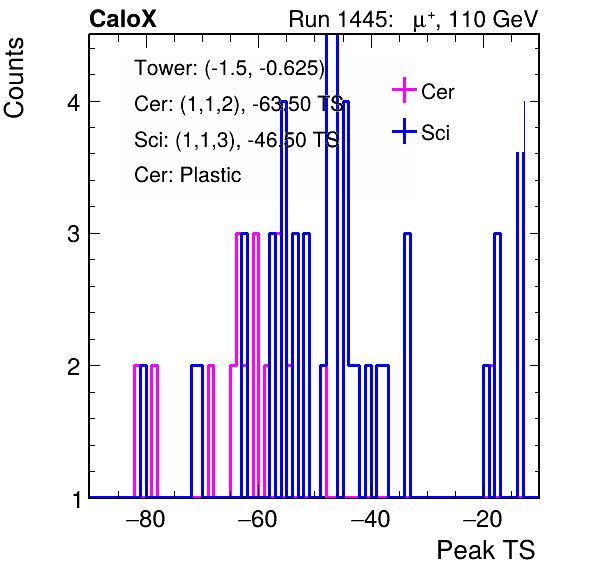 CaloX Run 1445: μ⁺, 110 GeV
Counts
Tower: (-1.5, -0.625)
Cer: (1,1,2), -63.50 TS
Sci: (1,1,3), -46.50 TS
Cer: Plastic
Cer
Sci
4
3
2
1
−80 −60 −40 −20
Peak TS